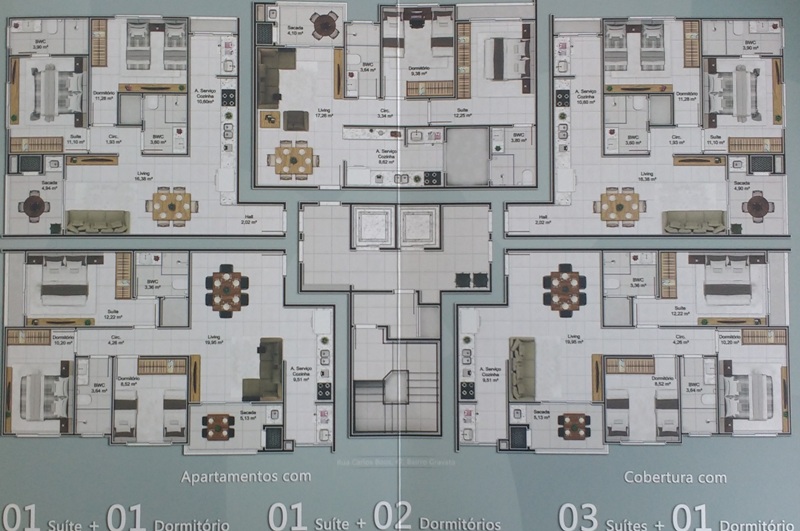 Sacada
4,10 m²
BWC
3,64 m²
Dormitório
9,38 m²
Living
17,26 m²
Circ.
3,34 m²
Suíte
12,25 m²
A. Serviço
Cozinha
8,62 m²
BWC
3,80 m²
BWC
3,80 m²
Dormitório
11,28 m²
A. Serviço
Cozinha
10,60m²
Suíte
11,10 m²
Circ.
1,93 m²
BWC
3,60 m²
Sacada
4,94 m²
Living
18,38 m²
Hall
2,02 m²
A. Serviço
Cozinha
10,60 m²
Dormitório
11,28 m²
BWC
3,80 m²
BWC
3,60 m²
Circ.
1,93 m²
Suíte
11,10 m²
Living
18,38 m²
Sacada
4,90 m²
Hall
2,02 m²
BWC
3,36 m²
Suíte
12,22 m²
Living
19,95 m²
Dormitório
10,20 m²
Circ.
4,26 m²
BWC
3,64 m²
Dormitório
8,52 m²
A. Serviço
Cozinha
9,51 m²
Sacada
5,13 m²
BWC
3,36 m²
Suíte
12,22 m²
Living
19,95 m²
Circ.
4,26 m²
Dormitório
10,20 m²
A. Serviço
Cozinha
9,51 m²
Dormitório
8,52 m²
BWC
3,64 m²
Sacada
5,13 m²
Apartamentos com
Cobertura com
01 Suíte + 01 Dormitório
01 Suíte + 02 Dormitórios
03 Suítes + 01 Dormitório